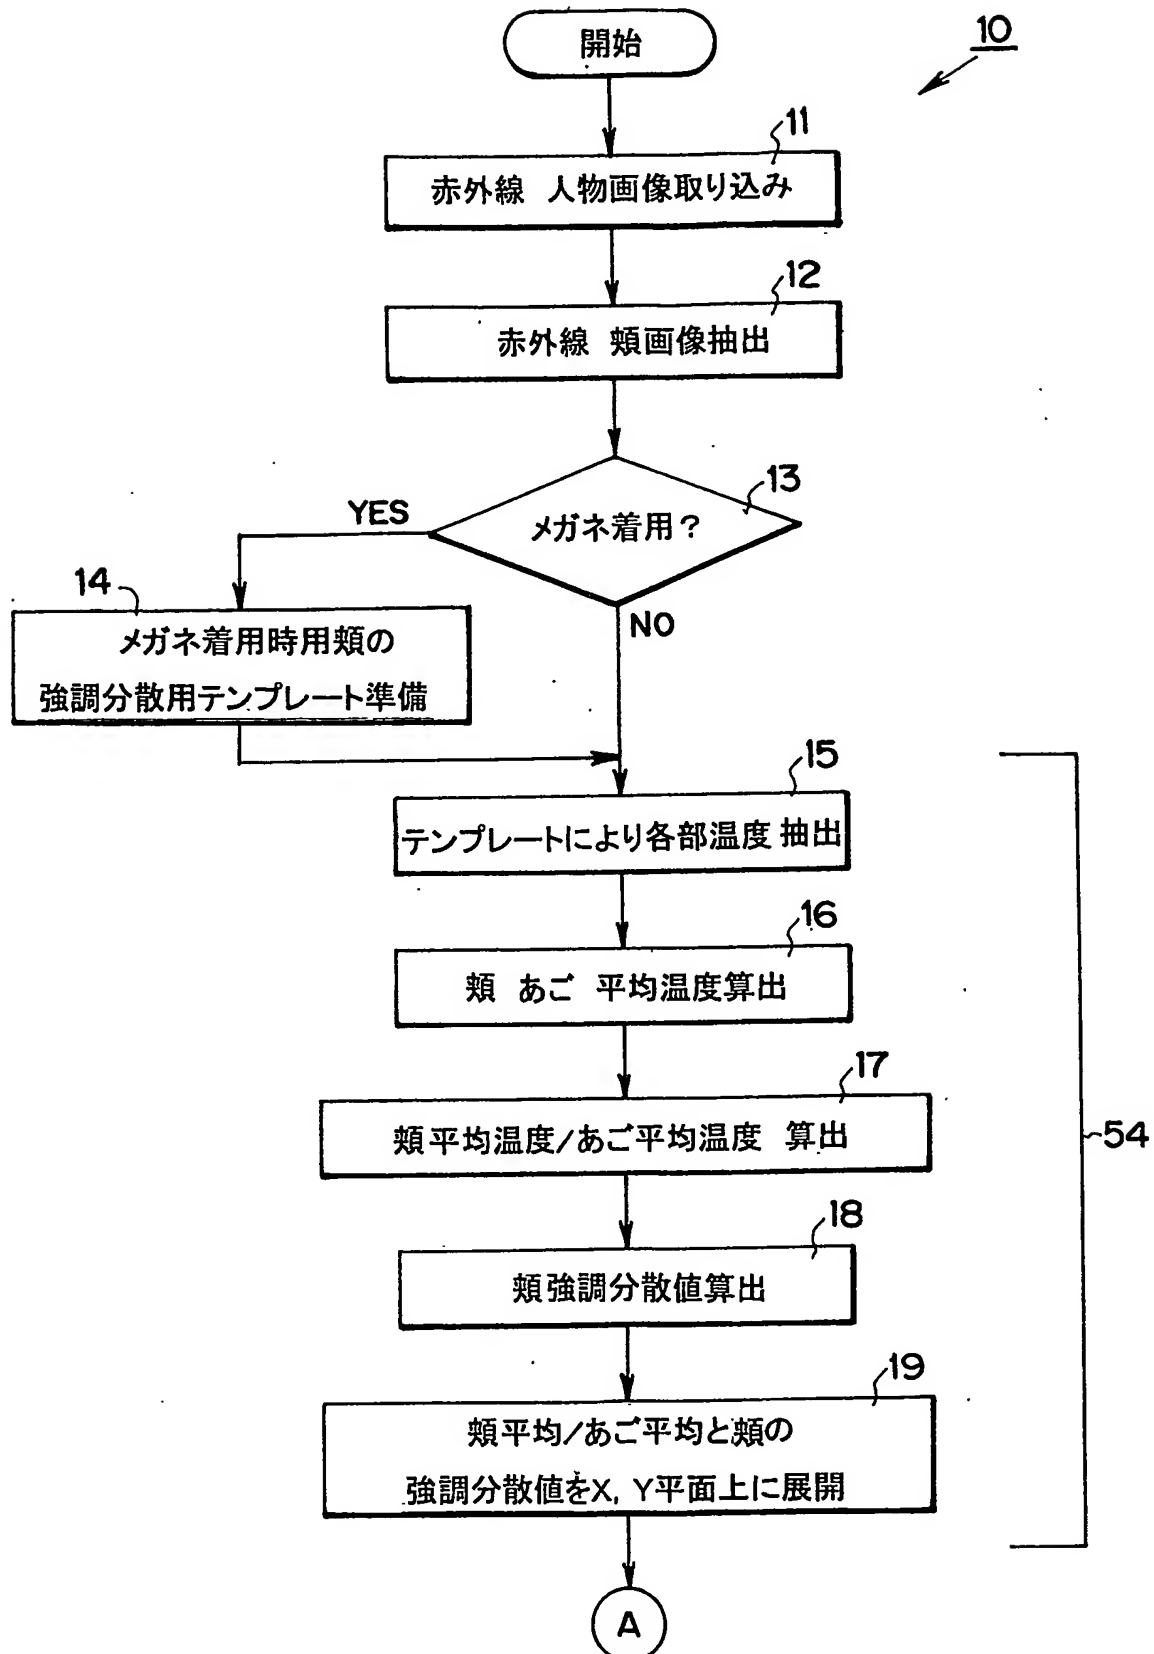 開始
10
11
赤外線 人物画像取り込み
12
赤外線 頬画像抽出
13
メガネ着用?
YES
NO
14
メガネ着用時用頬の
強調分散用テンプレート準備
15
テンプレートにより各部温度 抽出
16
頬 あご 平均温度算出
17
頬平均温度/あご平均温度 算出
54
18
頬強調分散値算出
19
頬平均/あご平均と頬の
強調分散値をX, Y平面上に展開
A